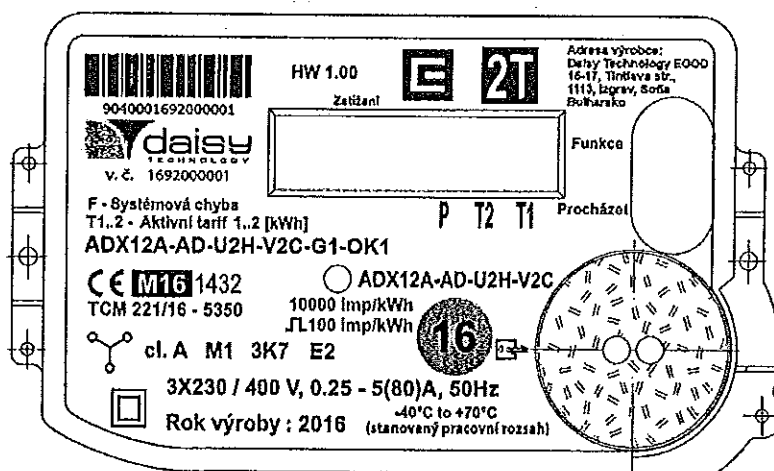 9040001692000001
daisy
TECHNOLOGY
v. č. 1692000001
HW 1.00
2T
Adresa výrobce:
Daisy Technology EOOD
16-17, Tintiava str.,
1113, Izgrev, Sofia
Bulharsko
Zatížení
Funkce
Procházet
P T2 T1
F - Systémová chyba
T1..2 - Aktivní tarif 1..2 [kWh]
ADX12A-AD-U2H-V2C-G1-OK1
CE M16 1432
TCM 221/16 - 5350
ADX12A-AD-U2H-V2C
10000 imp/kWh
100 imp/kWh
16
cl. A M1 3K7 E2
3X230 / 400 V, 0.25 - 5(80)A, 50Hz
Rok výroby : 2016
-40°C to +70°C
(stanovaný pracovní rozsah)